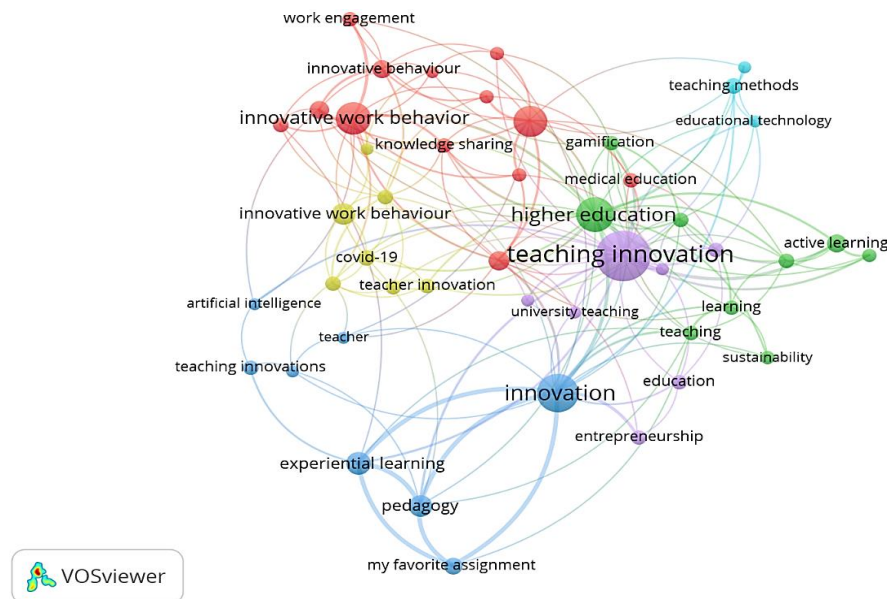 work engagement
innovative behaviour
teaching methods
innovative work behavior
educational technology
knowledge sharing
gamification
medical education
innovative work behaviour
higher education
active learning
teaching innovation
covid-19
teacher innovation
artificial intelligence
university teaching
learning
teacher
teaching
sustainability
teaching innovations
education
innovation
entrepreneurship
experiential learning
pedagogy
my favorite assignment
VOSviewer